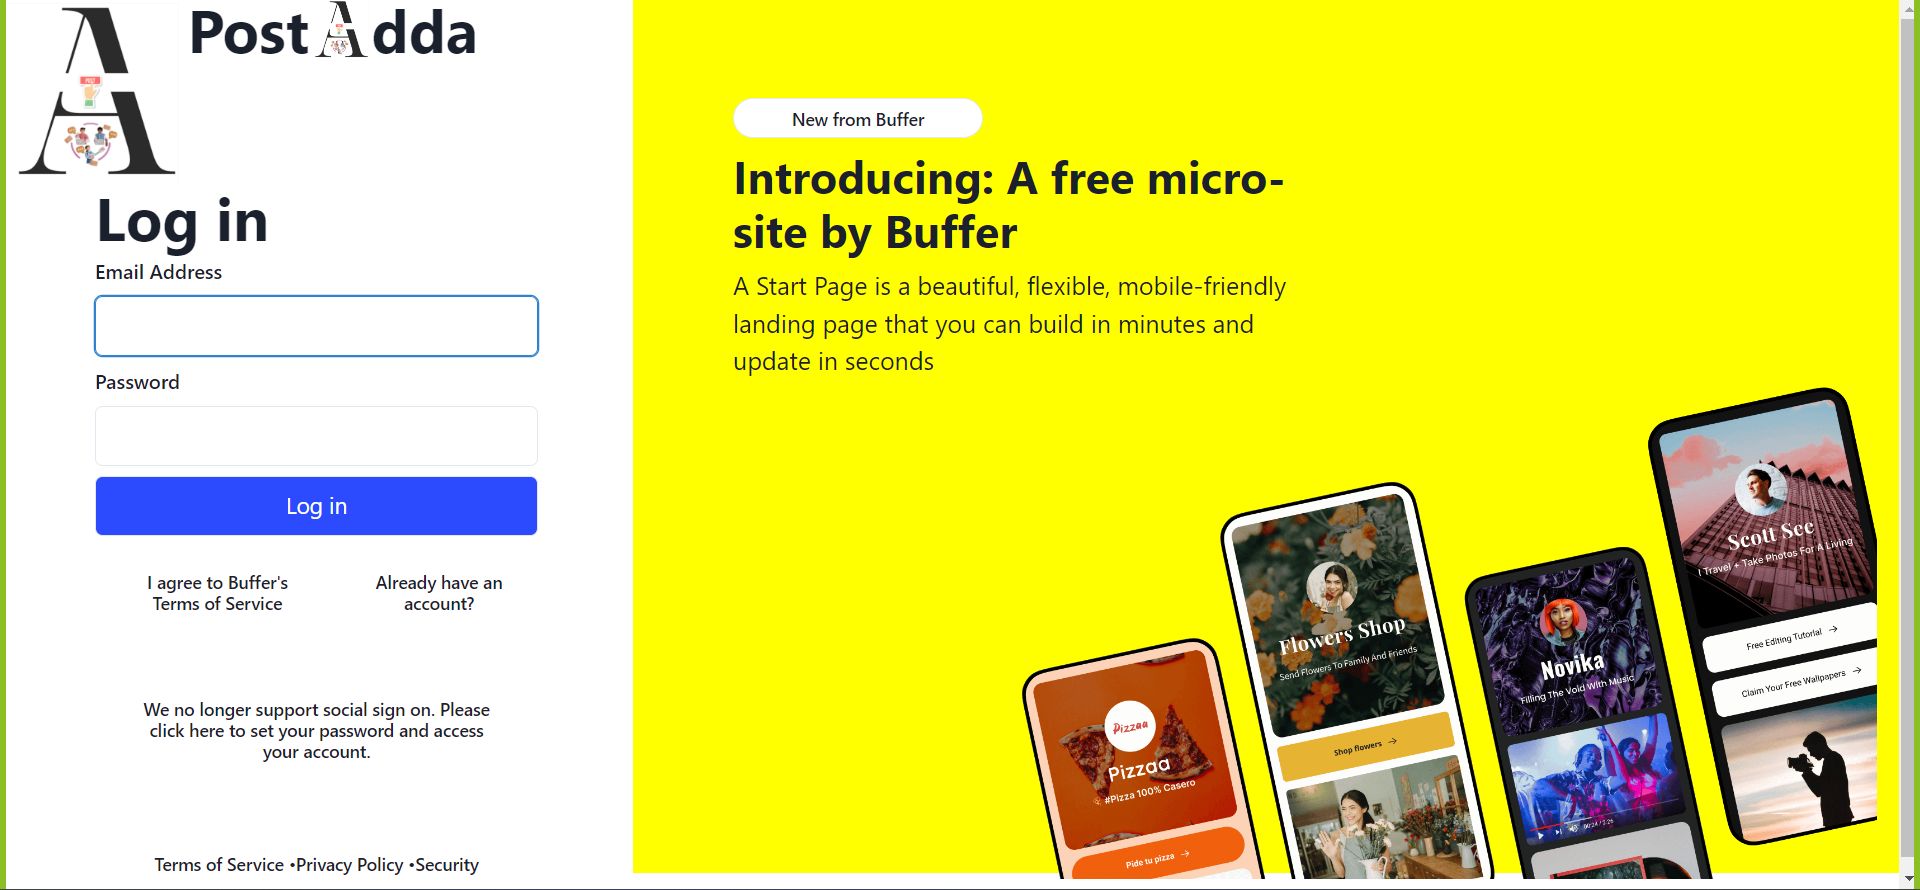 Post Adda
POST
Log in
Email Address
Password
Log in
I agree to Buffer's
Terms of Service
Already have an
account?
We no longer support social sign on. Please
click here to set your password and access
your account.
Terms of Service •Privacy Policy •Security
New from Buffer
Introducing: A free micro-
site by Buffer
A Start Page is a beautiful, flexible, mobile-friendly
landing page that you can build in minutes and
update in seconds
Pizzaa
Pizzaa
#Pizza 100% Casero
Pide tu pizza →
Flowers Shop
Send Flowers To Family And Friends
Shop flowers →
Novika
Filling The Void With Music
00:24 / 3:25
Scott See
I Travel + Take Photos For A Living
Free Editing Tutorial →
Claim Your Free Wallpapers →